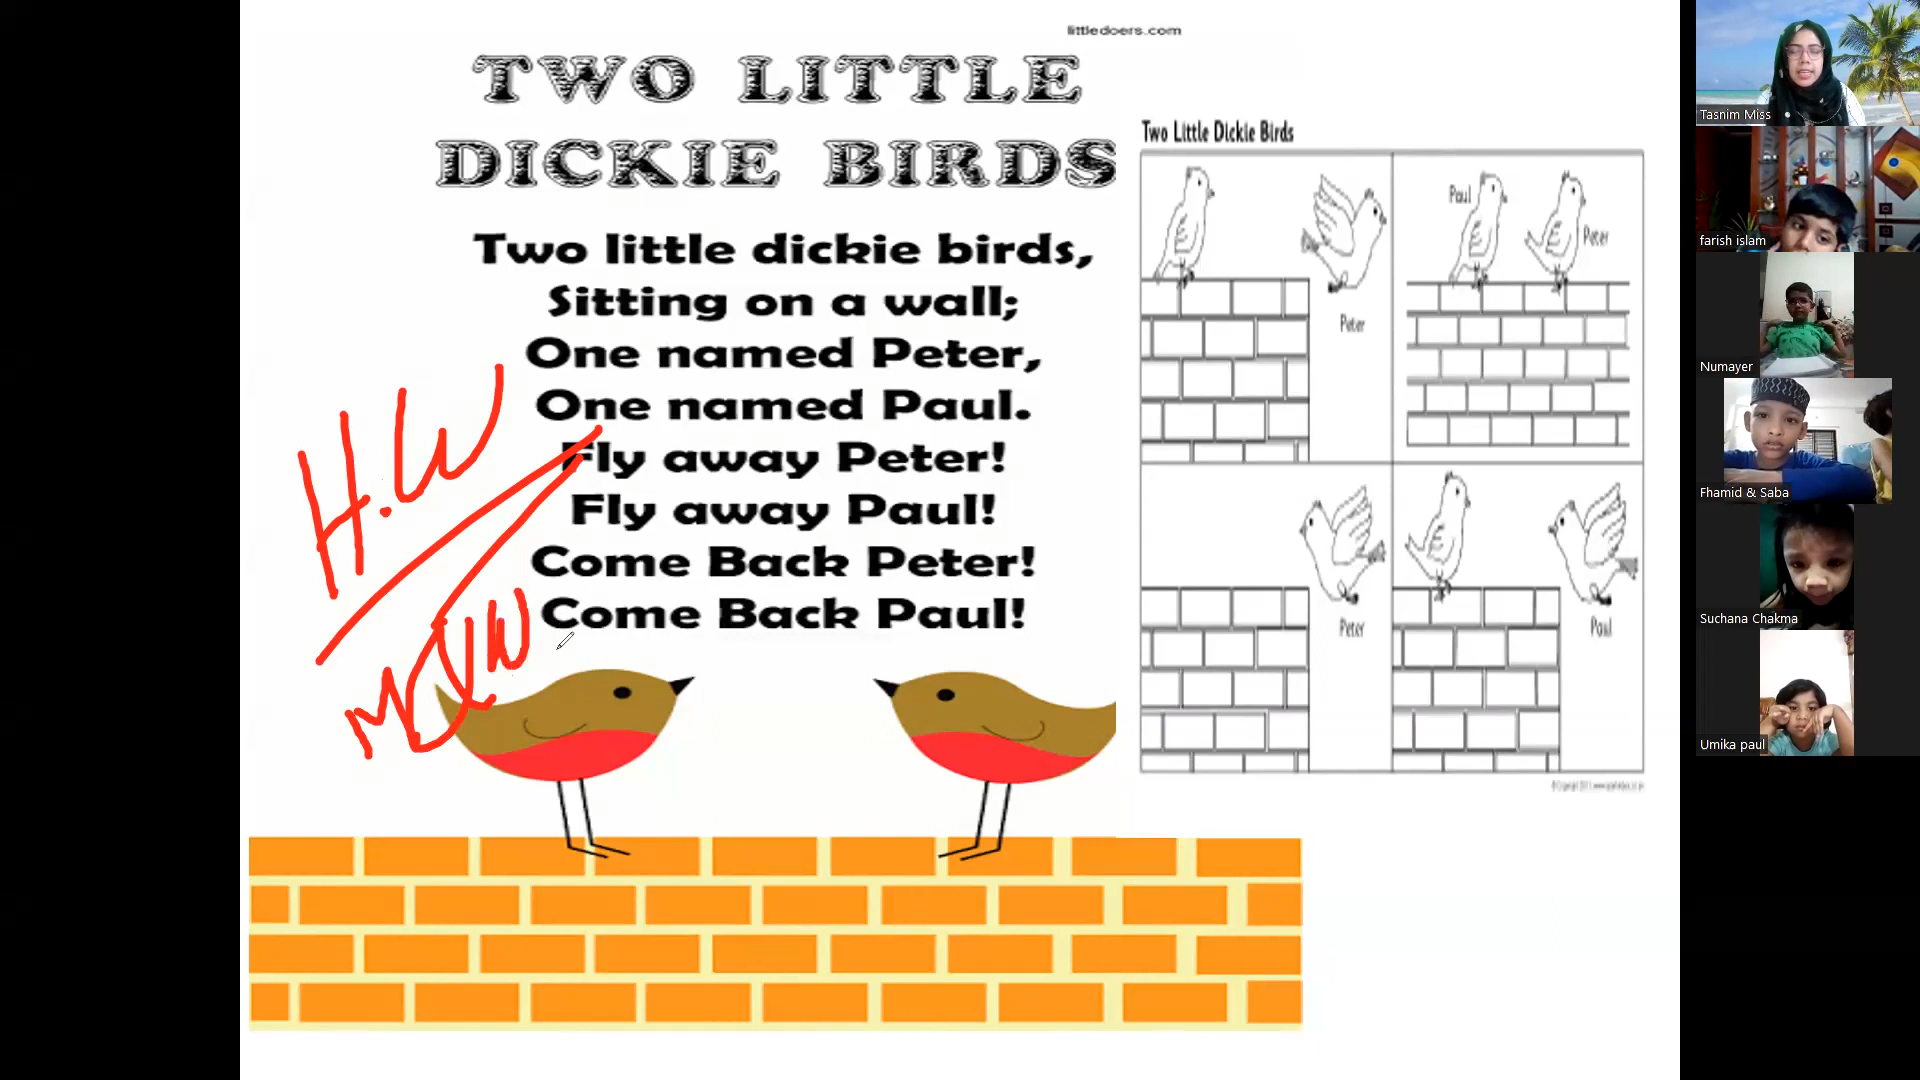 littledoers.com
TWO LITTLE
DICKIE BIRDS
Two little dickie birds,
Sitting on a wall;
One named Peter,
One named Paul.
Fly away Peter!
Fly away Paul!
Come Back Peter!
Come Back Paul!
H.W
Two Little Dickie Birds
Peter
Paul
Peter
Peter
Paul
Tasnim Miss
farish islam
Numayer
Fhamid & Saba
Suchana Chakma
Umika paul